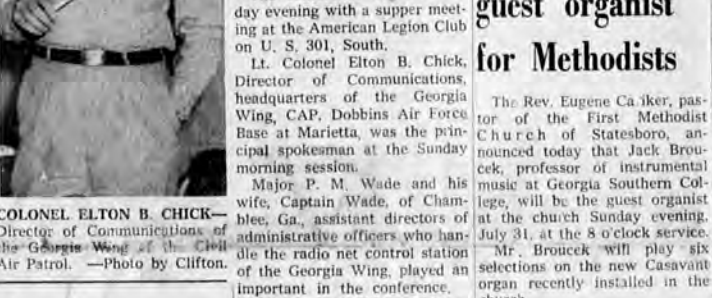 COLONEL ELTON B. CHICK—
Director of Communications of
the Georgia Wing of the Civil
Air Patrol. —Photo by Clifton.
day evening with a supper meet-
ing at the American Legion Club
on U. S. 301, South.
Lt. Colonel Elton B. Chick,
Director of Communications,
headquarters of the Georgia
Wing, CAP, Dobbins Air Force
Base at Marietta, was the prin-
cipal spokesman at the Sunday
morning session.
Major P. M. Wade and his
wife, Captain Wade, of Cham-
blee, Ga., assistant directors of
administrative officers who han-
dle the radio net control station
of the Georgia Wing, played an
important in the conference.
guest organist
for Methodists
The Rev. Eugene pas-
tor of the First Methodist
Church of Statesboro, an-
nounced today that Jack Brou-
cek, professor of instrumental
music at Georgia Southern Col-
lege, will be the guest organist
at the church Sunday evening,
July 31, at the 8 o'clock service.
Mr. Broucek will play six
selections on the new Casavant
organ recently installed in the